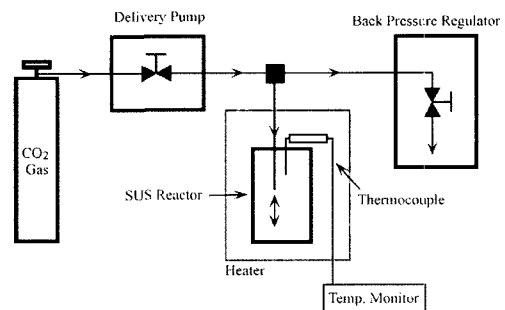 Delivery Pump
Back Pressure Regulator
CO2
Gas
SUS Reactor
Thermocouple
Heater
Temp. Monitor